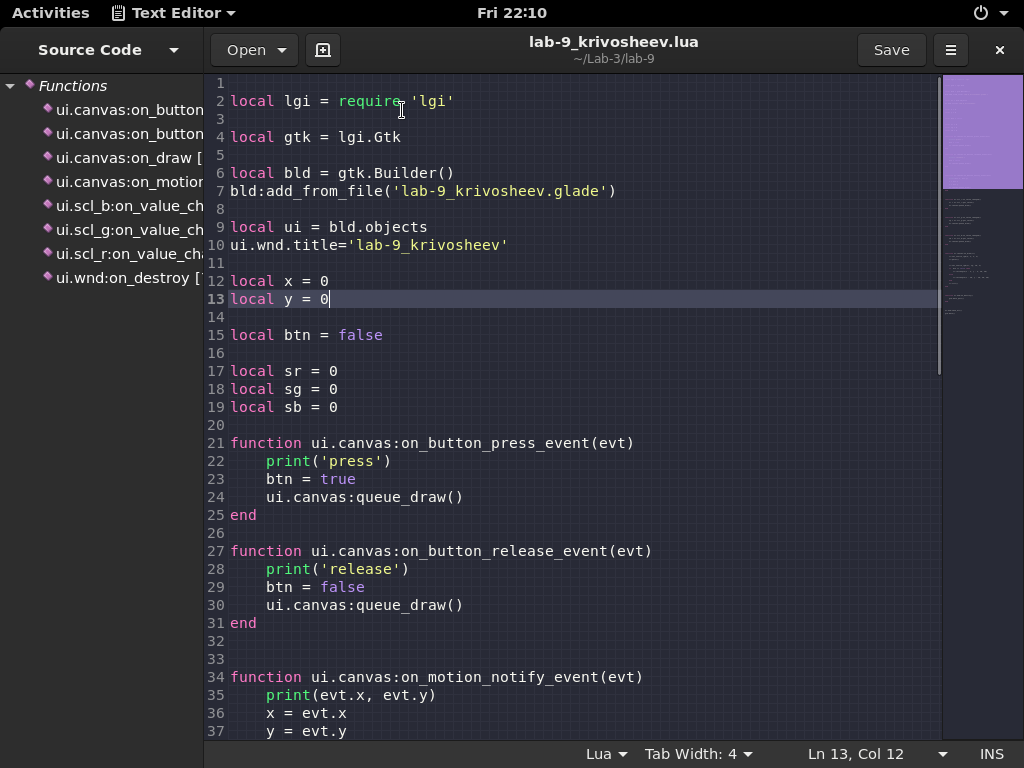 Activities Text Editor Fri 22:10
Source Code Open lab-9_krivosheev.lua Save
~/Lab-3/lab-9
Functions
ui.canvas:on_button
ui.canvas:on_button
ui.canvas:on_draw [
ui.canvas:on_motion
ui.scl_b:on_value_ch
ui.scl_g:on_value_ch
ui.scl_r:on_value_cha
ui.wnd:on_destroy [
1
2 local lgi = require 'lgi'
3
4 local gtk = lgi.Gtk
5
6 local bld = gtk.Builder()
7 bld:add_from_file('lab-9_krivosheev.glade')
8
9 local ui = bld.objects
10 ui.wnd.title='lab-9_krivosheev'
11
12 local x = 0
13 local y = 0
14
15 local btn = false
16
17 local sr = 0
18 local sg = 0
19 local sb = 0
20
21 function ui.canvas:on_button_press_event(evt)
22     print('press')
23     btn = true
24     ui.canvas:queue_draw()
25 end
26
27 function ui.canvas:on_button_release_event(evt)
28     print('release')
29     btn = false
30     ui.canvas:queue_draw()
31 end
32
33
34 function ui.canvas:on_motion_notify_event(evt)
35     print(evt.x, evt.y)
36     x = evt.x
37     y = evt.y
Lua Tab Width: 4 Ln 13, Col 12 INS